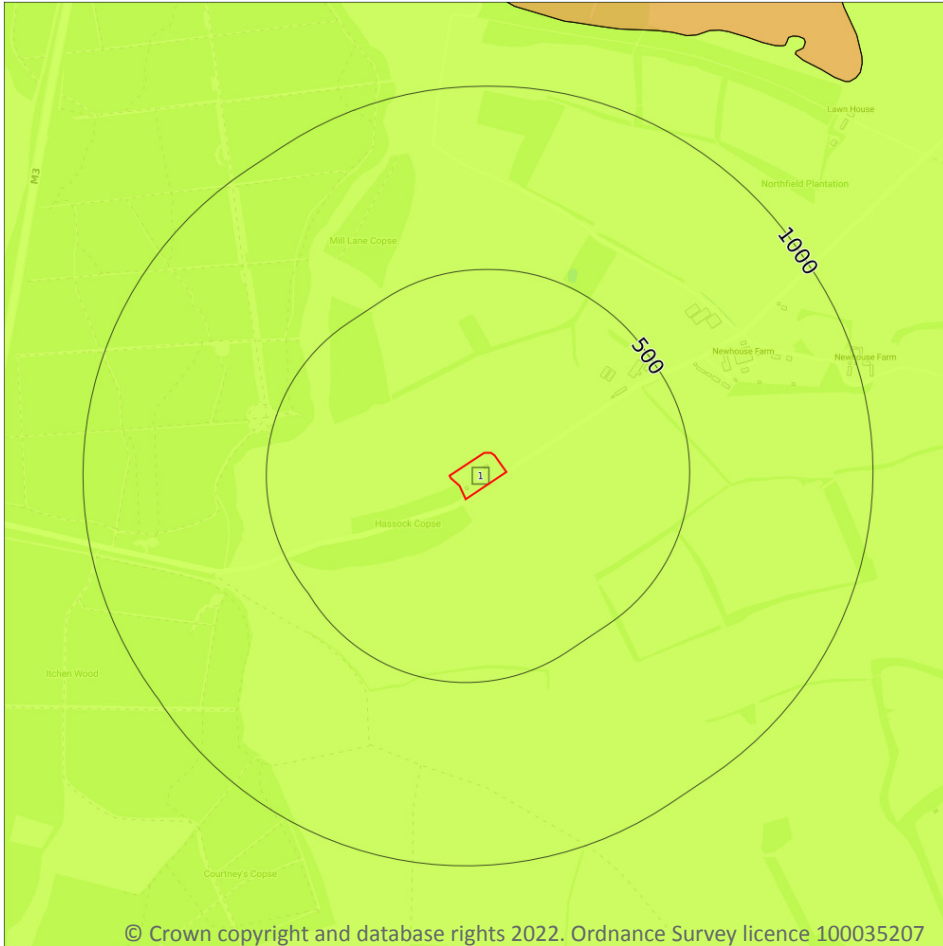 Lawn House
M3
Northfield Plantation
1000
Mill Lane Copse
500
Newhouse Farm
Newhouse Farm
1
Hassock Copse
Itchen Wood
Courtney's Copse
© Crown copyright and database rights 2022. Ordnance Survey licence 100035207